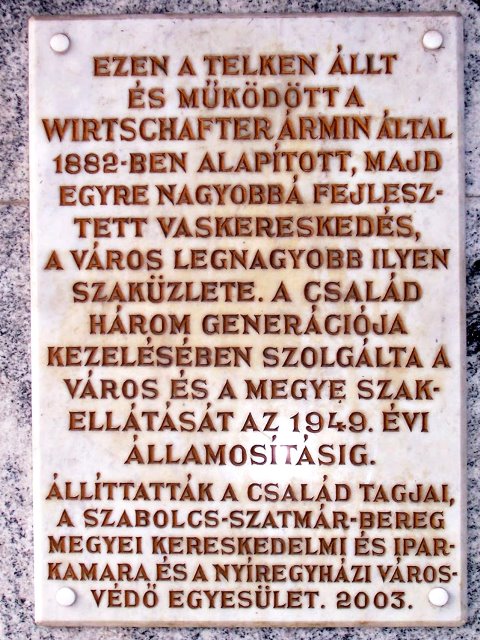 EZEN A TELKEN ÁLLT
ÉS MŰKÖDÖTT A
WIRTSCHAFTER ÁRMIN ÁLTAL
1882-BEN ALAPÍTOTT, MAJD
EGYRE NAGYOBBÁ FEJLESZ-
TETT VASKERESKEDÉS,
A VÁROS LEGNAGYOBB ILYEN
SZAKÜZLETE. A CSALÁD
HÁROM GENERÁCIÓJA
KEZELÉSÉBEN SZOLGÁLTA A
VÁROS ÉS A MEGYE SZAK-
ELLÁTÁSÁT AZ 1949. ÉVI
ÁLLAMOSÍTÁSIG.
ÁLLÍTTATTÁK A CSALÁD TAGJAI,
A SZABOLCS-SZATMÁR-BEREG
MEGYEI KERESKEDELMI ÉS IPAR-
KAMARA ÉS A NYÍREGYHÁZI VÁROS-
VÉDŐ EGYESÜLET. 2003.